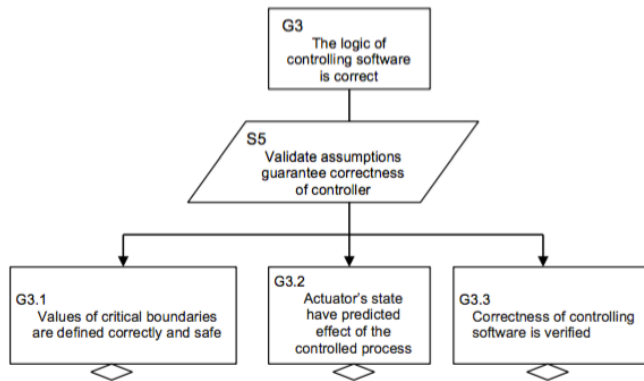 G3
The logic of
controlling software
is correct
S5
Validate assumptions
guarantee correctness
of controller
G3.1
Values of critical boundaries
are defined correctly and safe
G3.2
Actuator's state
have predicted
effect of the
controlled process
G3.3
Correctness of controlling
software is verified